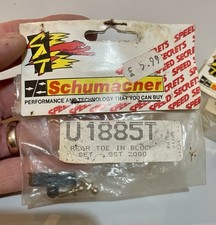 £ 5.99
Schumacher
PERFORMANCE AND TECHNOLOGY THAT YOU CAN BUY
SPEED SECRETS
U1885T
REAR TOE IN BLOCK
SET - SST 2000